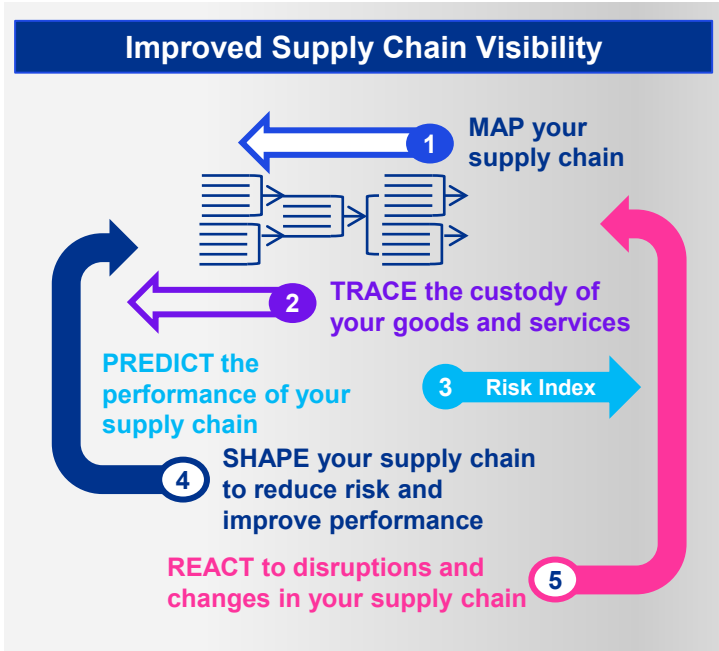 Improved Supply Chain Visibility
1
MAP your
supply chain
2
TRACE the custody of
your goods and services
PREDICT the
performance of your
supply chain
3
Risk Index
4
SHAPE your supply chain
to reduce risk and
improve performance
REACT to disruptions and
changes in your supply chain
5